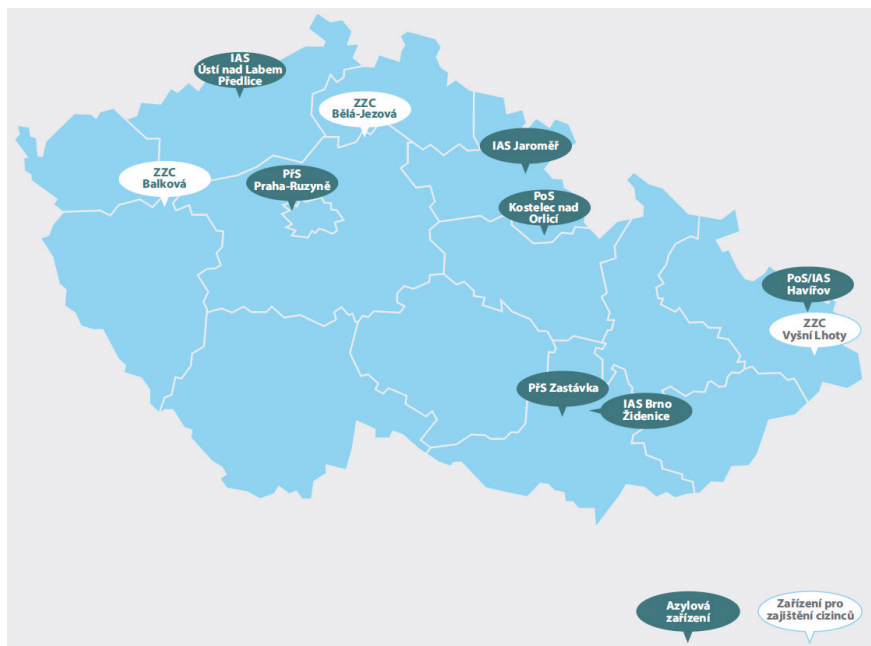 IAS
Ústí nad Labem
Předlice
ZZC
Bělá-Jezová
IAS Jaroměř
ZZC
Balková
PřS
Praha-Ruzyně
PoS
Kostelec nad
Orlicí
PoS/IAS
Havířov
ZZC
Vyšní Lhoty
PřS Zastávka
IAS Brno
Židenice
Azylová
zařízení
Zařízení pro
zajištění cizinců